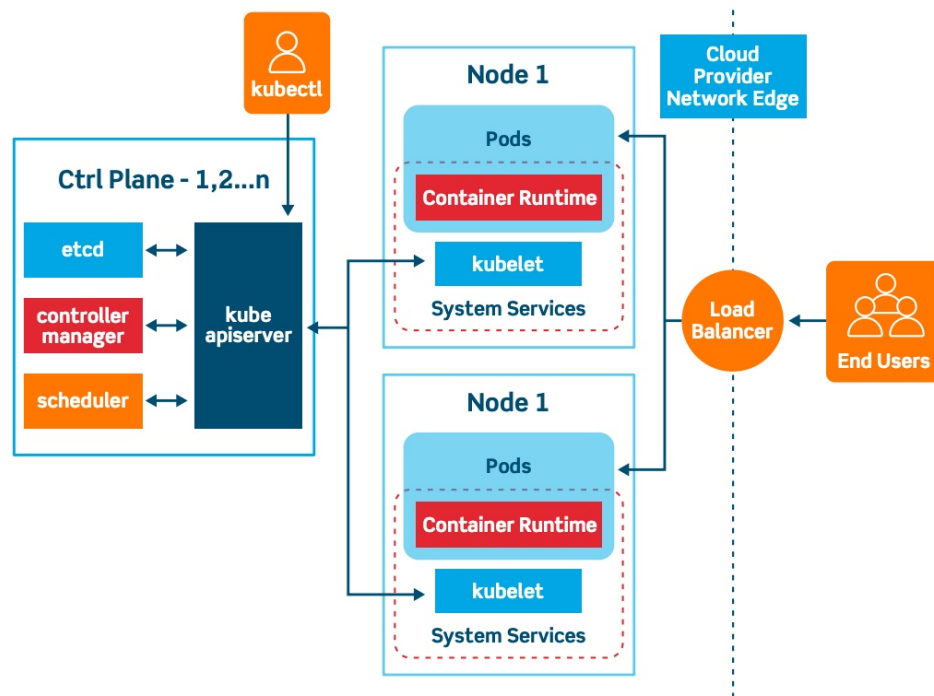 kubectl
Ctrl Plane - 1,2...n
etcd
controller
manager
scheduler
kube
apiserver
Node 1
Pods
Container Runtime
kubelet
System Services
Node 1
Pods
Container Runtime
kubelet
System Services
Cloud
Provider
Network Edge
Load
Balancer
End Users